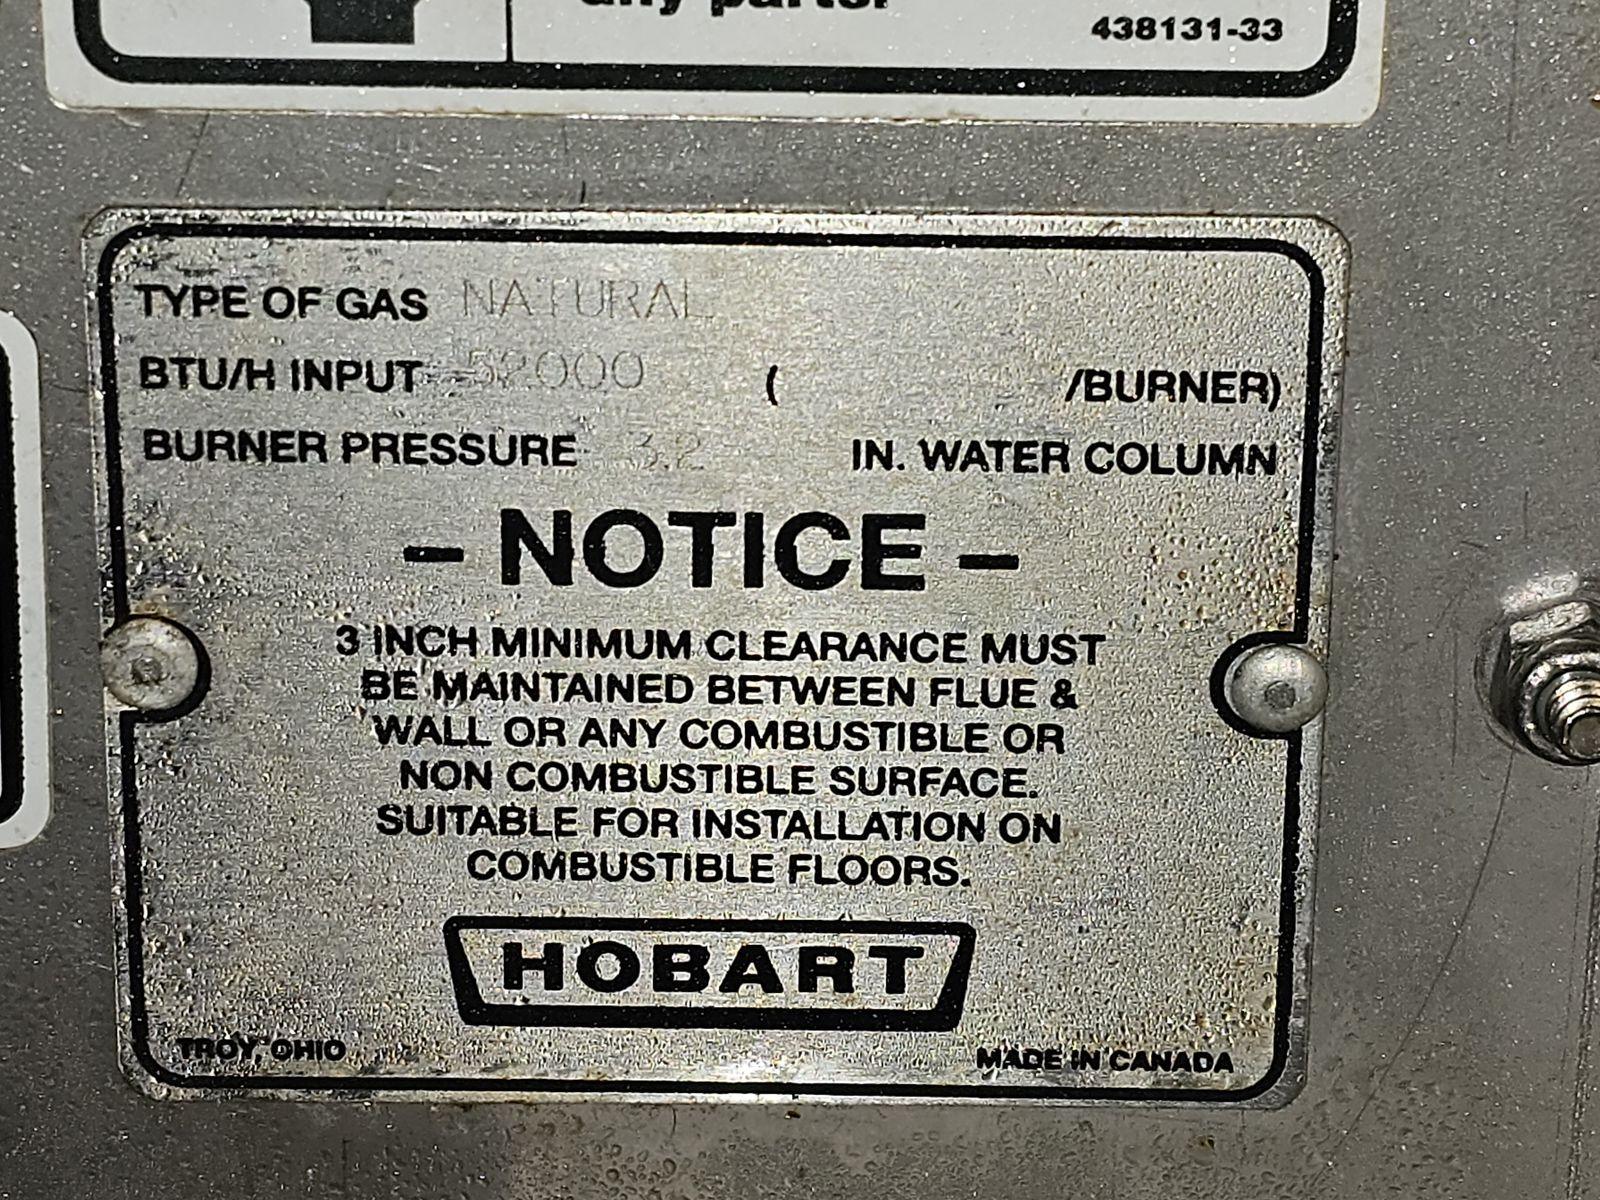 any parts.
438131-33
TYPE OF GAS NATURAL
BTU/H INPUT 52000 ( /BURNER)
BURNER PRESSURE 3.2 IN. WATER COLUMN
- NOTICE -
3 INCH MINIMUM CLEARANCE MUST
BE MAINTAINED BETWEEN FLUE &
WALL OR ANY COMBUSTIBLE OR
NON COMBUSTIBLE SURFACE.
SUITABLE FOR INSTALLATION ON
COMBUSTIBLE FLOORS.
HOBART
TROY, OHIO MADE IN CANADA